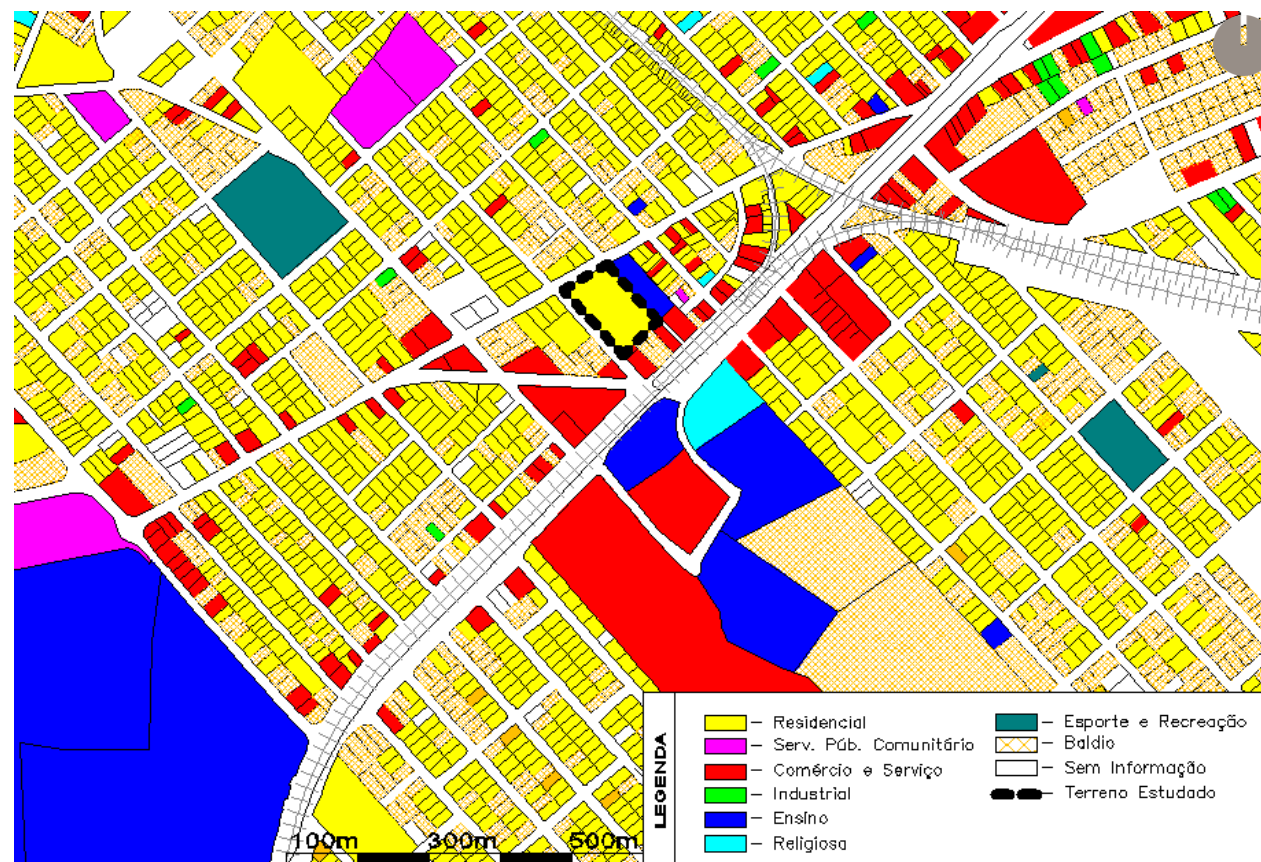 LEGENDA
– Residencial
– Serv. Púb. Comunitário
– Comércio e Serviço
– Industrial
– Ensino
– Religiosa
– Esporte e Recreação
– Baldio
– Sem Informação
– Terreno Estudado
100m 300m 500m